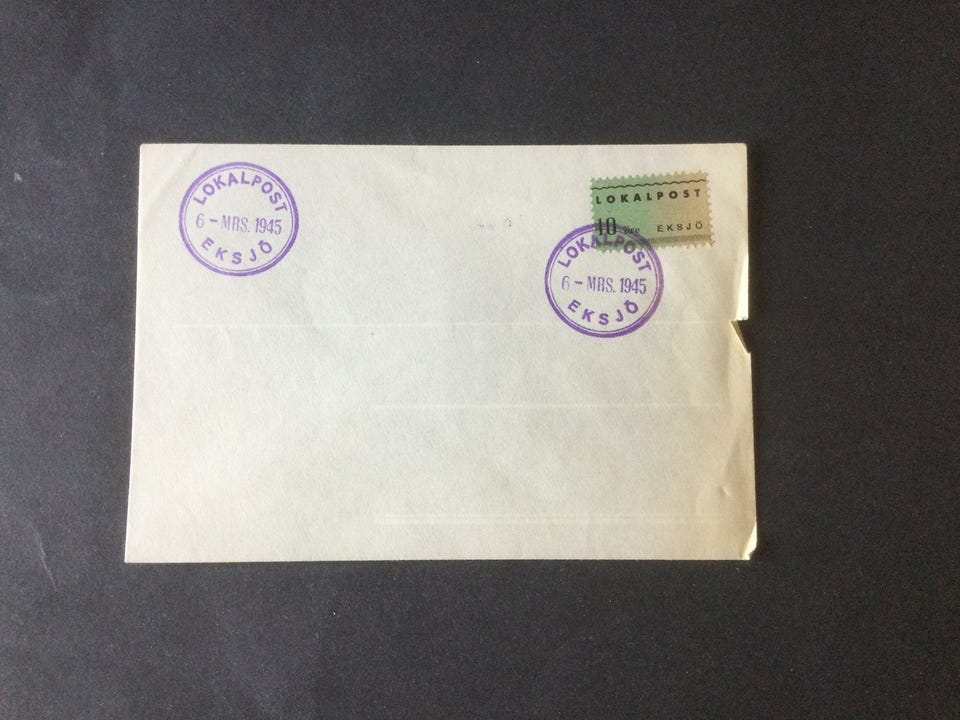 LOKALPOST
6-MRS. 1945
EKSJÖ
LOKALPOST
10 öre EKSJÖ
LOKALPOST
6-MRS. 1945
EKSJÖ